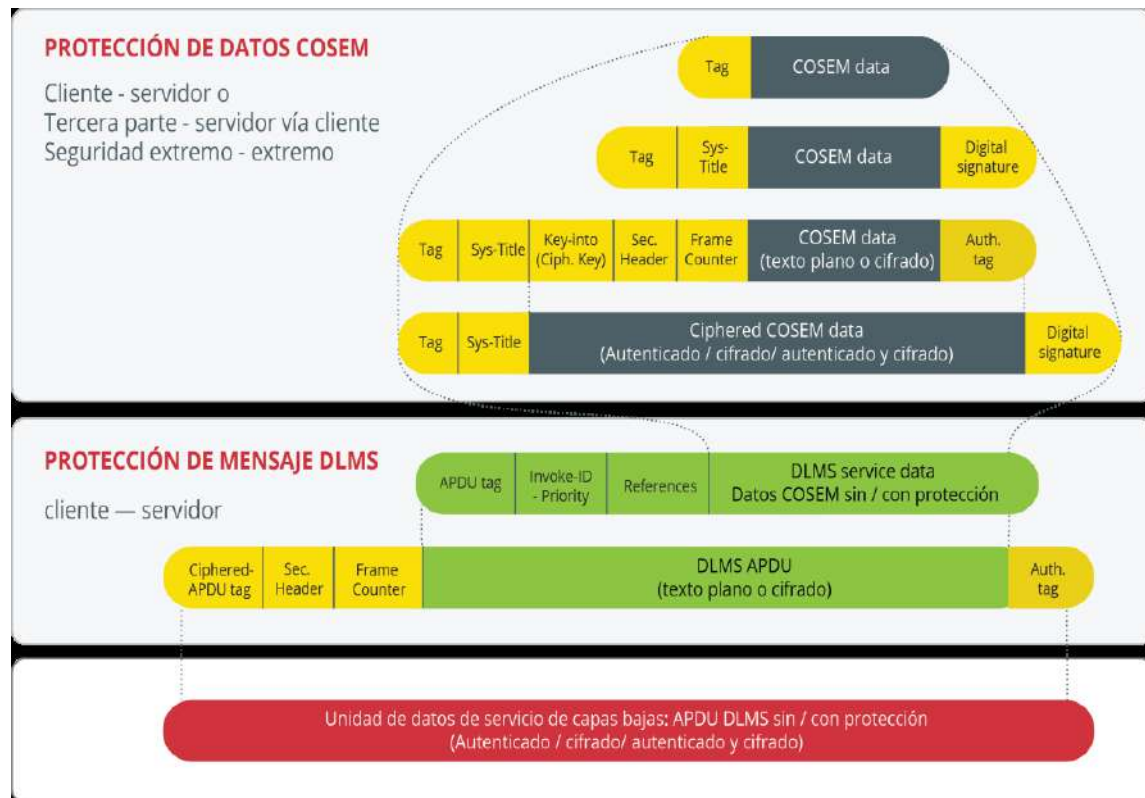 PROTECCIÓN DE DATOS COSEM
Cliente - servidor o
Tercera parte - servidor vía cliente
Seguridad extremo - extremo
Tag
COSEM data
Tag
Sys-
Title
COSEM data
Digital
signature
Tag
Sys-Title
Key-into
(Ciph. Key)
Sec.
Header
Frame
Counter
COSEM data
(texto plano o cifrado)
Auth.
tag
Tag
Sys-Title
Ciphered COSEM data
(Autenticado / cifrado/ autenticado y cifrado)
Digital
signature
PROTECCIÓN DE MENSAJE DLMS
cliente — servidor
APDU tag
Invoke-ID
- Priority
References
DLMS service data
Datos COSEM sin / con protección
Ciphered-
APDU tag
Sec.
Header
Frame
Counter
DLMS APDU
(texto plano o cifrado)
Auth.
tag
Unidad de datos de servicio de capas bajas: APDU DLMS sin / con protección
(Autenticado / cifrado/ autenticado y cifrado)